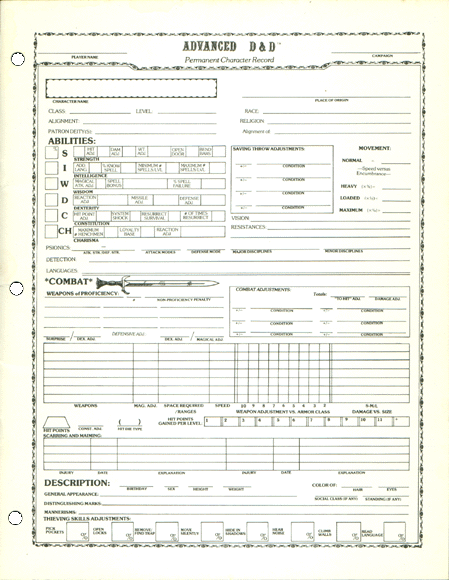 ADVANCED D&D™
PLAYER NAME
CAMPAIGN
Permanent Character Record
CHARACTER NAME
PLACE OF ORIGIN
CLASS: LEVEL: RACE:
ALIGNMENT: RELIGION
PATRON DEITY(s): Alignment of
ABILITIES:
S HIT ADJ. DAM ADJ. WT. ADJ. OPEN DOOR BEND BARS
STRENGTH
I ADD. LANG. % KNOW SPELL MINIMUM # SPELLS/LVL MAXIMUM # SPELLS/LVL
INTELLIGENCE
W MAGICAL ATK. ADJ. SPELL BONUS % SPELL FAILURE
WISDOM
D REACTION ADJ. MISSILE ADJ. DEFENSE ADJ.
DEXTERITY
C HIT POINT ADJ. SYSTEM SHOCK RESURRECT SURVIVAL # OF TIMES RESURRECT
CONSTITUTION
CH MAXIMUM # HENCHMEN LOYALTY BASE REACTION ADJ.
CHARISMA
SAVING THROW ADJUSTMENTS:
+/− CONDITION
+/− CONDITION
+/− CONDITION
+/− CONDITION
MOVEMENT:
NORMAL
—Speed versus Encumbrance—
HEAVY
LOADED
MAXIMUM
VISION:
RESISTANCES:
PSIONICS:
ATK. STR. DEF. STR. ATTACK MODES DEFENSE MODE MAJOR DISCIPLINES MINOR DISCIPLINES
DETECTION
LANGUAGES:
*COMBAT*
WEAPONS of PROFICIENCY: # NON-PROFICIENCY PENALTY
COMBAT ADJUSTMENTS:
Totals: "TO HIT" ADJ. DAMAGE ADJ.
+/− CONDITION +/− CONDITION
+/− CONDITION +/− CONDITION
+/− CONDITION +/− CONDITION
DEFENSIVE ADJ.
SURPRISE / DEX. ADJ. DEX. ADJ. / MAGICAL ADJ.
WEAPONS MAG. ADJ. SPACE REQUIRED /RANGES SPEED 10 9 8 7 6 5 4 3 2
WEAPON ADJUSTMENT VS. ARMOR CLASS
S-M/L
DAMAGE VS. SIZE
HIT POINTS CONST. ADJ. HIT DIE TYPE
HIT POINTS GAINED PER LEVEL 1 2 3 4 5 6 7 8 9 10 11 +
SCARRING AND MAIMING:
INJURY DATE EXPLANATION INJURY DATE EXPLANATION
DESCRIPTION:
BIRTHDAY SEX HEIGHT WEIGHT
COLOR OF:
HAIR EYES
GENERAL APPEARANCE:
SOCIAL CLASS (IF ANY) STANDING (IF ANY)
DISTINGUISHING MARKS:
MANNERISMS:
THIEVING SKILLS ADJUSTMENTS:
PICK POCKETS OPEN LOCKS REMOVE/FIND TRAP MOVE SILENTLY HIDE IN SHADOWS HEAR NOISE CLIMB WALLS READ LANGUAGE